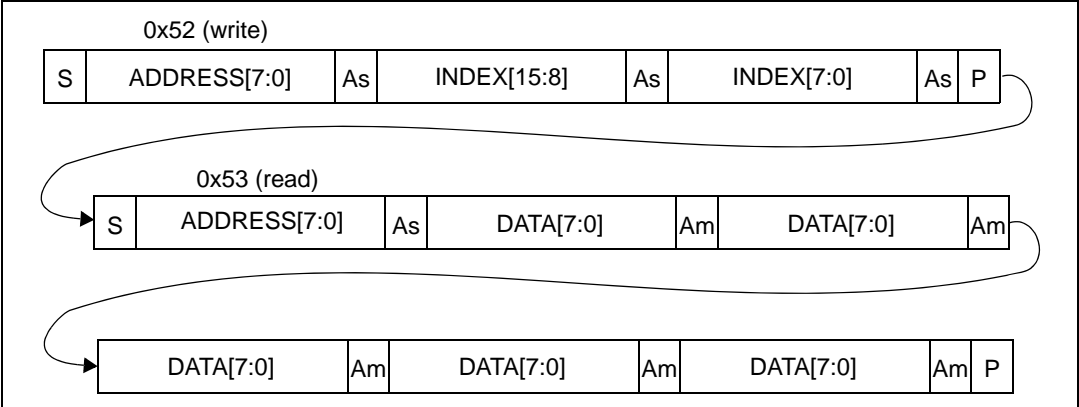 0x52 (write)
S ADDRESS[7:0] As INDEX[15:8] As INDEX[7:0] As P
0x53 (read)
S ADDRESS[7:0] As DATA[7:0] Am DATA[7:0] Am
DATA[7:0] Am DATA[7:0] Am DATA[7:0] Am P